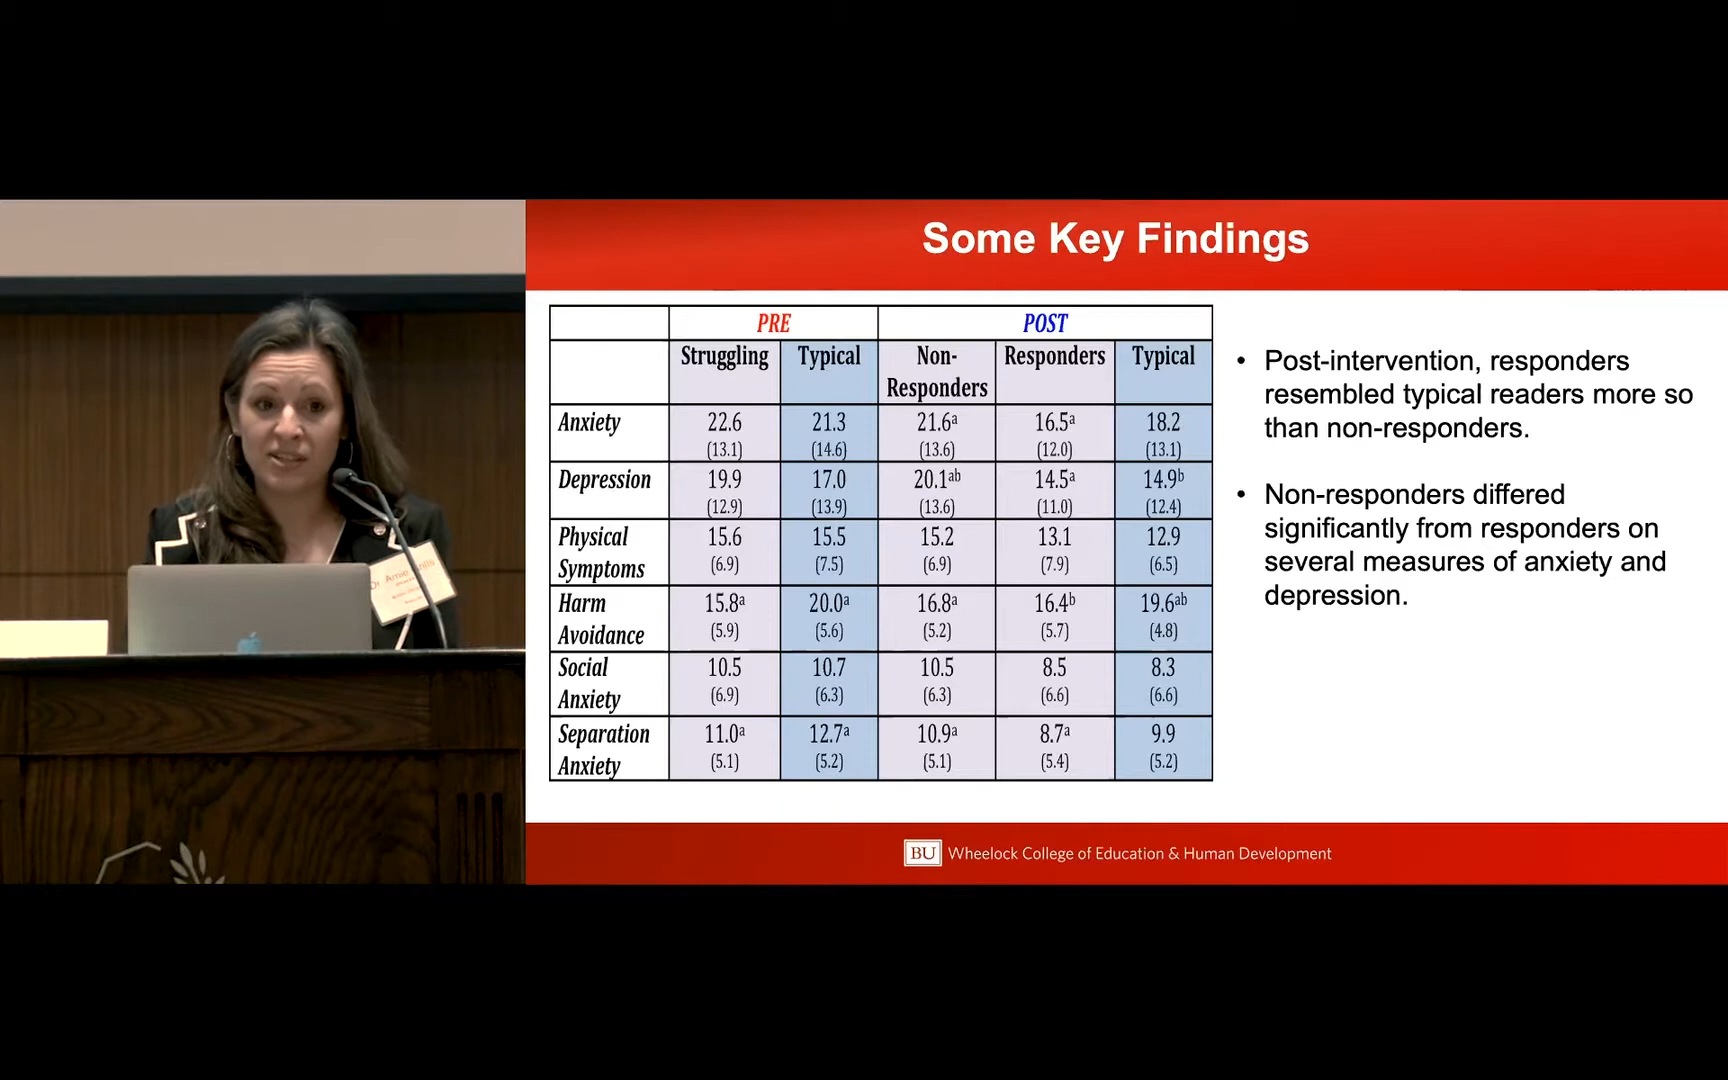 Some Key Findings
PRE POST
Struggling Typical Non-Responders Responders Typical
Anxiety 22.6 21.3 21.6ᵃ 16.5ᵃ 18.2
(13.1) (14.6) (13.6) (12.0) (13.1)
Depression 19.9 17.0 20.1ᵃᵇ 14.5ᵃ 14.9ᵇ
(12.9) (13.9) (13.6) (11.0) (12.4)
Physical Symptoms 15.6 15.5 15.2 13.1 12.9
(6.9) (7.5) (6.9) (7.9) (6.5)
Harm Avoidance 15.8ᵃ 20.0ᵃ 16.8ᵃ 16.4ᵇ 19.6ᵃᵇ
(5.9) (5.6) (5.2) (5.7) (4.8)
Social Anxiety 10.5 10.7 10.5 8.5 8.3
(6.9) (6.3) (6.3) (6.6) (6.6)
Separation Anxiety 11.0ᵃ 12.7ᵃ 10.9ᵃ 8.7ᵃ 9.9
(5.1) (5.2) (5.1) (5.4) (5.2)
• Post-intervention, responders
resembled typical readers more so
than non-responders.
• Non-responders differed
significantly from responders on
several measures of anxiety and
depression.
BU Wheelock College of Education & Human Development